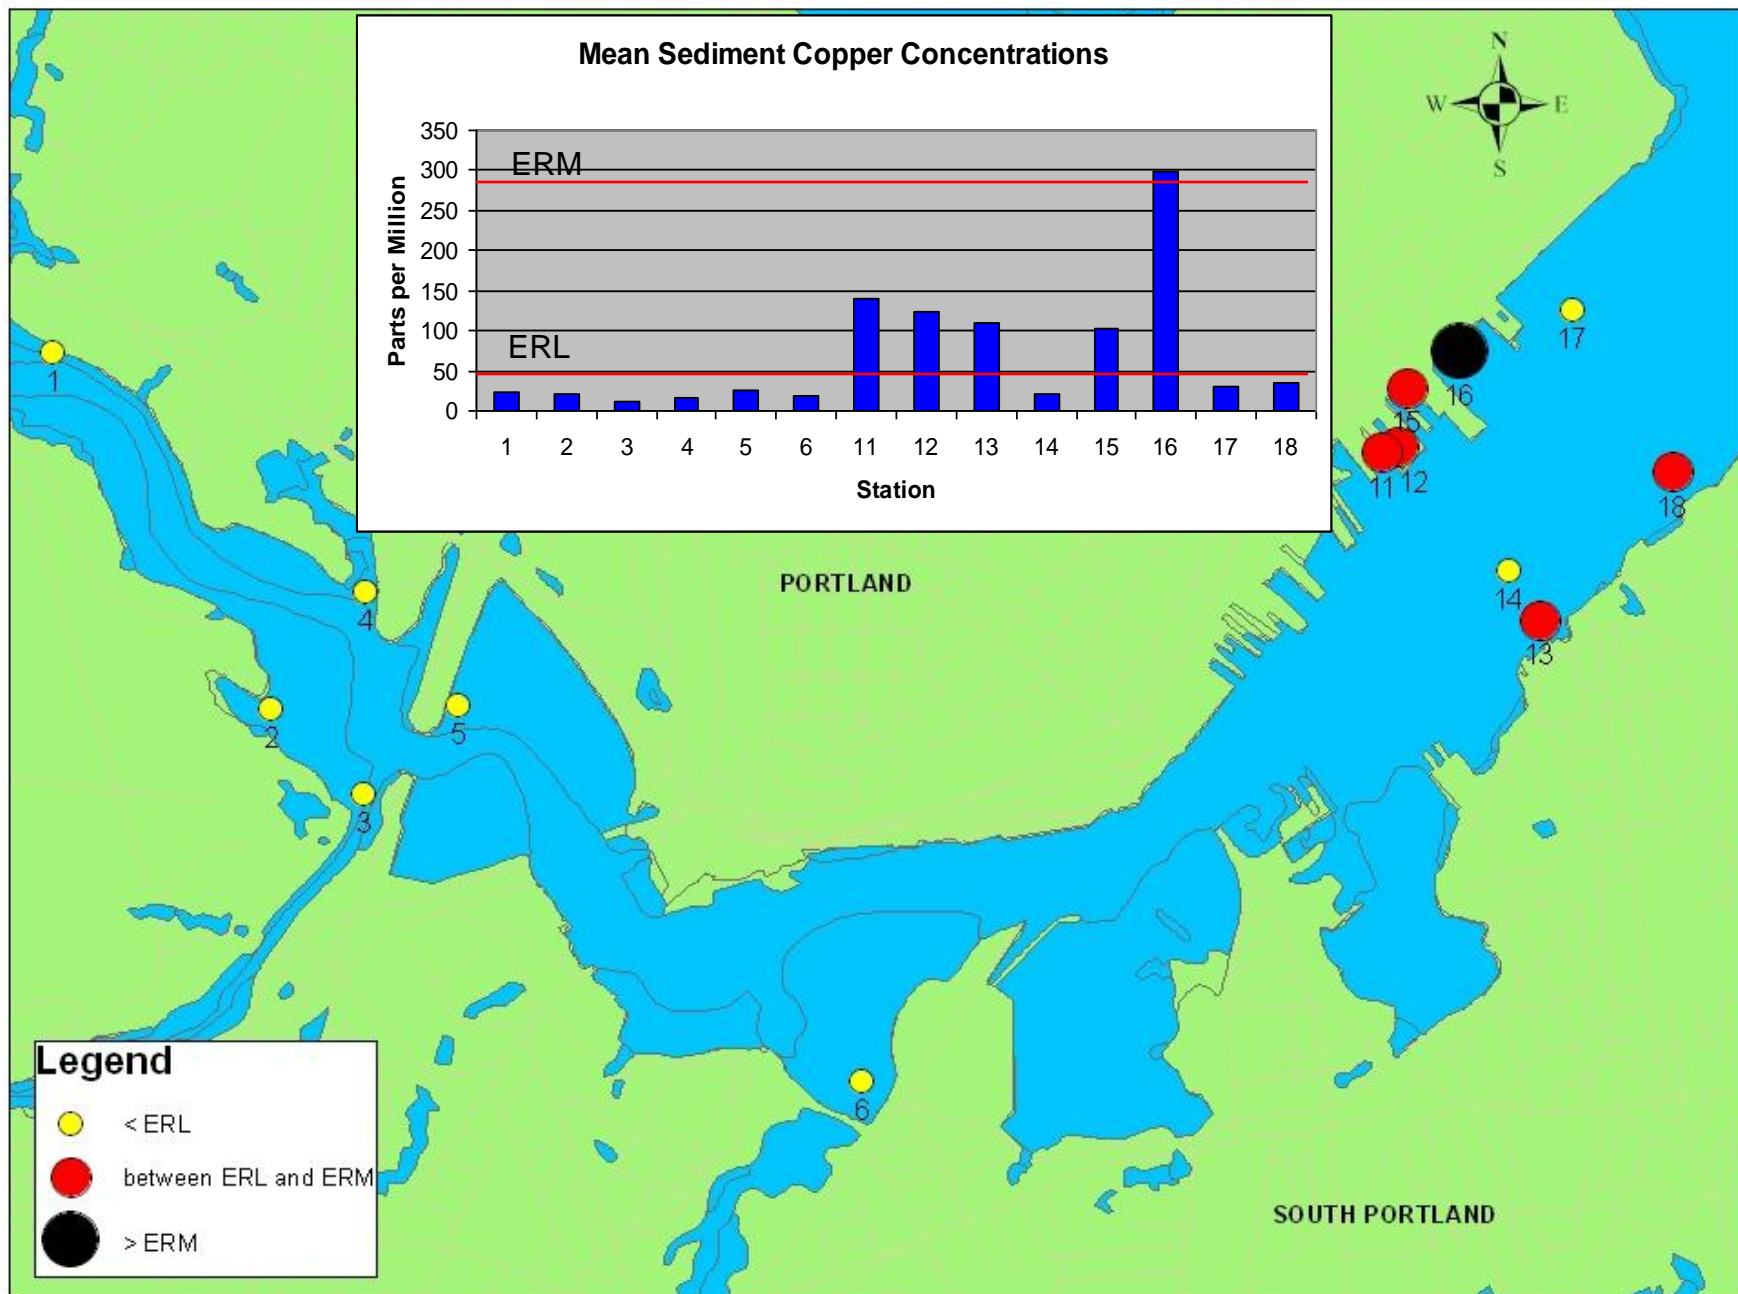 Mean Sediment Copper Concentrations
N
W E
S
350
300
250
200
150
100
50
0
Parts per Million
ERM
ERL
1 2 3 4 5 6 11 12 13 14 15 16 17 18
Station
1
17
16
15
11 12
18
4
PORTLAND
14
13
2
5
3
6
Legend
< ERL
between ERL and ERM
> ERM
SOUTH PORTLAND